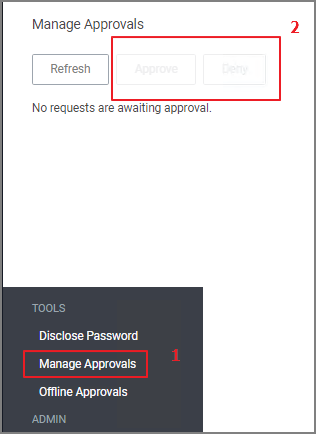 Manage Approvals
2
Refresh
Approve
Deny
No requests are awaiting approval.
TOOLS
Disclose Password
Manage Approvals
1
Offline Approvals
ADMIN